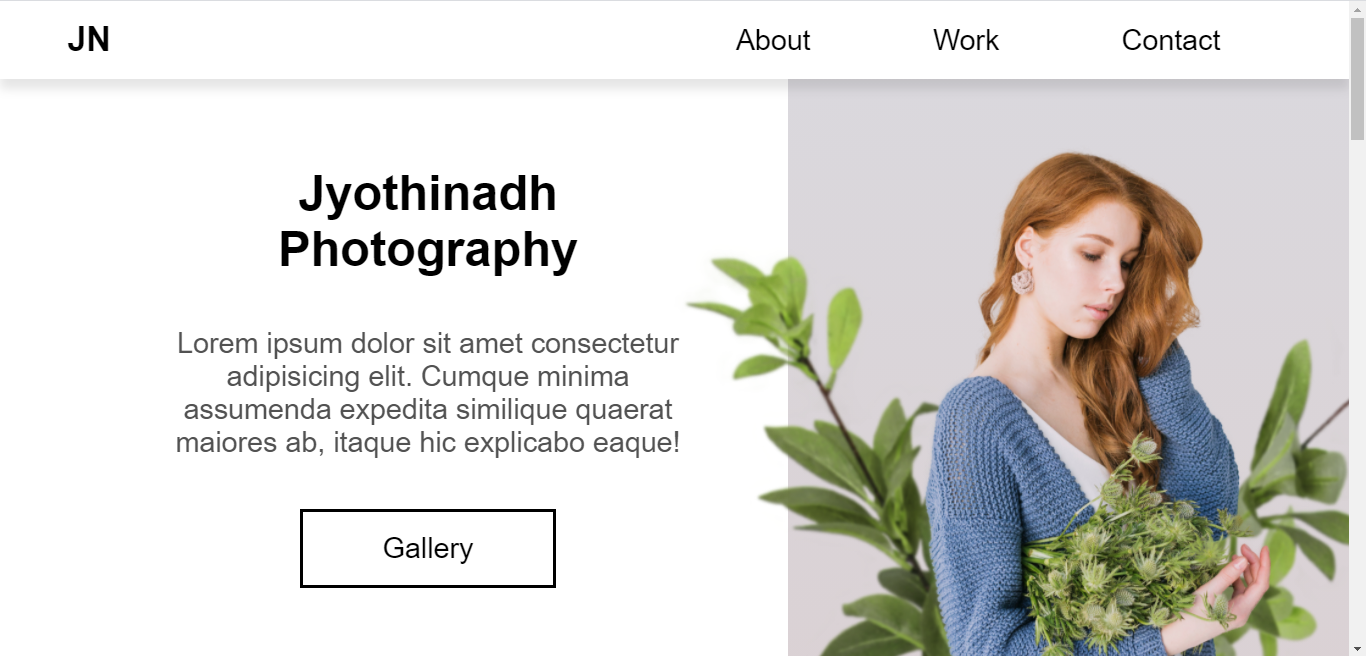 JN
About
Work
Contact
Jyothinadh
Photography
Lorem ipsum dolor sit amet consectetur
adipisicing elit. Cumque minima
assumenda expedita similique quaerat
maiores ab, itaque hic explicabo eaque!
Gallery